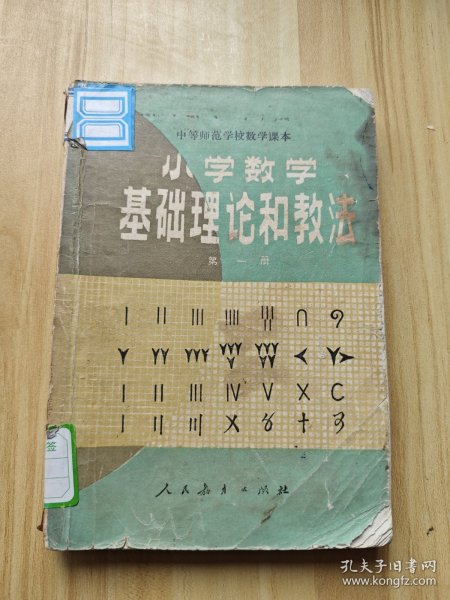 中等师范学校数学课本
小学数学
基础理论和教法
第一册
IV V X C
人民教育出版社
签
孔夫子旧书网
www.kongfz.com